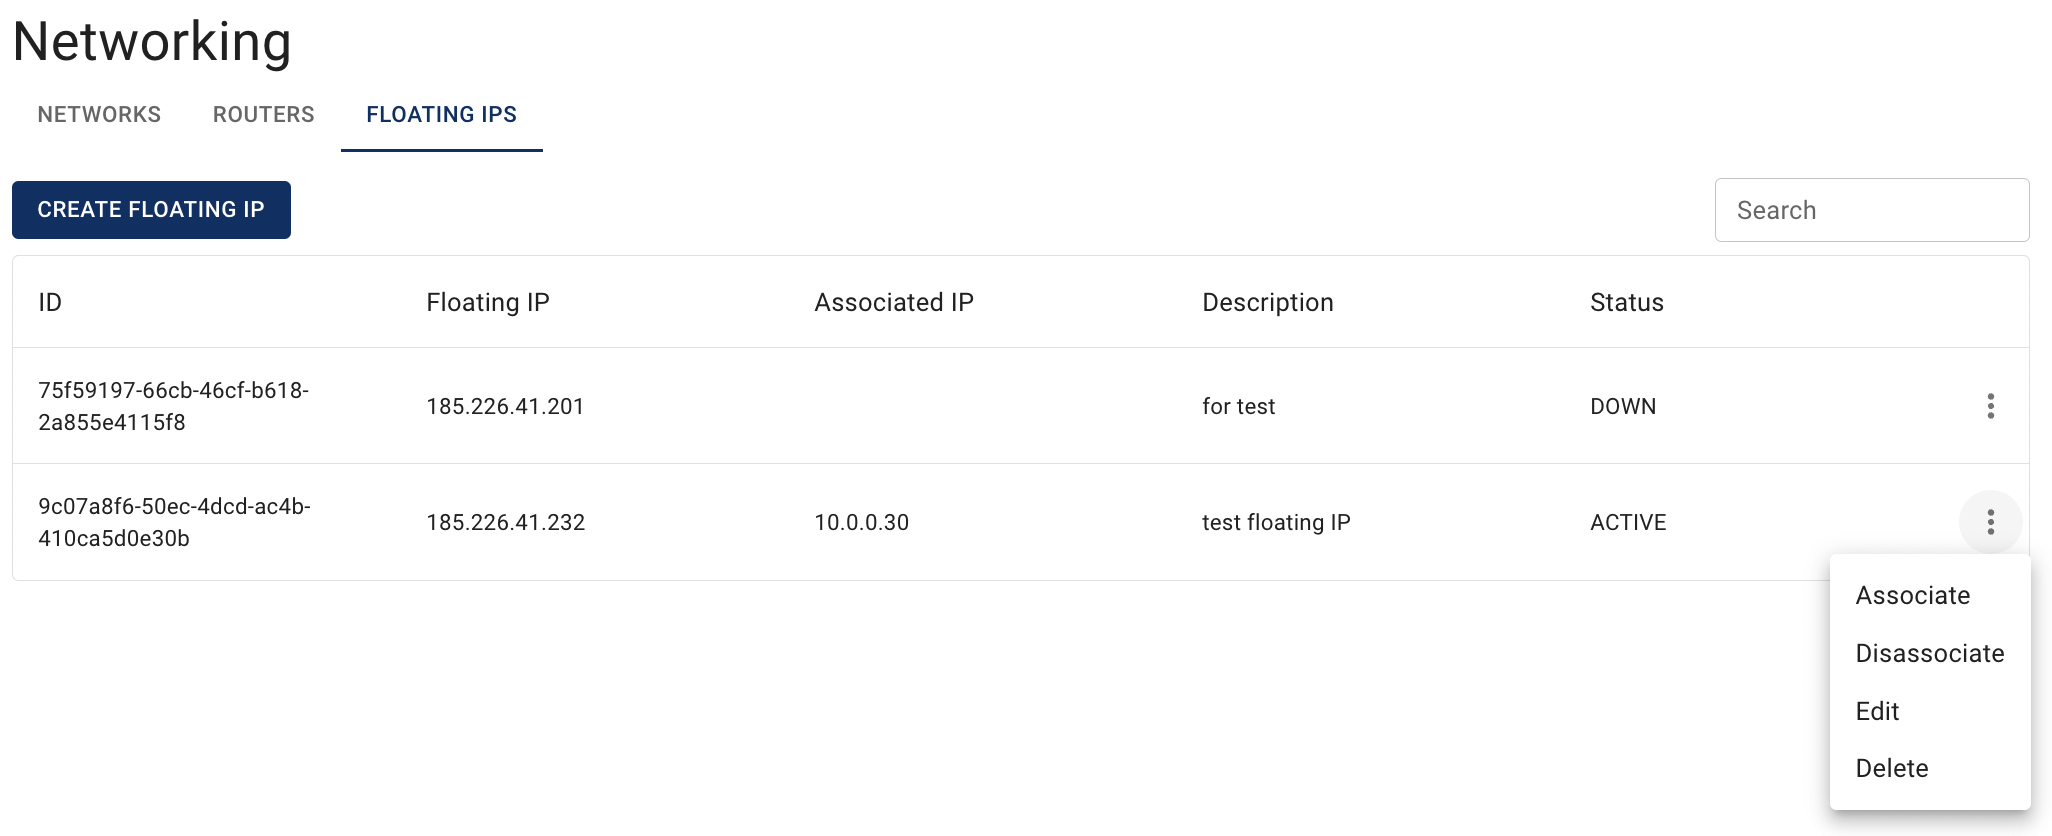 Networking
NETWORKS ROUTERS FLOATING IPS
CREATE FLOATING IP Search
ID Floating IP Associated IP Description Status
75f59197-66cb-46cf-b618-
2a855e4115f8 185.226.41.201 for test DOWN
9c07a8f6-50ec-4dcd-ac4b-
410ca5d0e30b 185.226.41.232 10.0.0.30 test floating IP ACTIVE
Associate
Disassociate
Edit
Delete